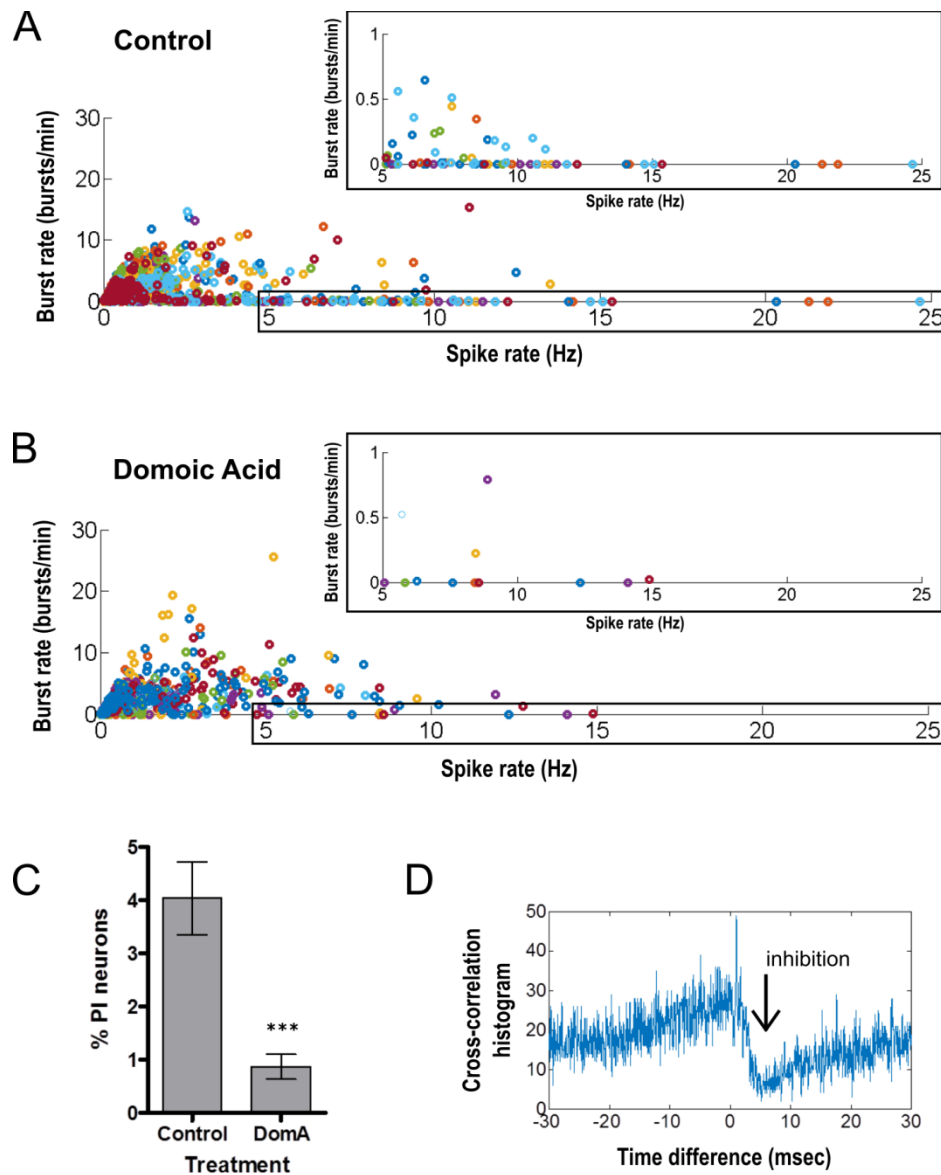 A
Control
Burst rate (bursts/min)
30
20
10
0
0
5
10
15
20
25
Spike rate (Hz)
Burst rate (bursts/min)
1
0.5
0
5
10
15
20
25
Spike rate (Hz)
B
Domoic Acid
Burst rate (bursts/min)
30
20
10
0
0
5
10
15
20
25
Spike rate (Hz)
Burst rate (bursts/min)
1
0.5
0
5
10
15
20
25
Spike rate (Hz)
C
% PI neurons
5
4
3
2
1
0
***
Control DomA
Treatment
D
Cross-correlation
histogram
50
40
30
20
10
0
inhibition
-30 -20 -10 0 10 20 30
Time difference (msec)